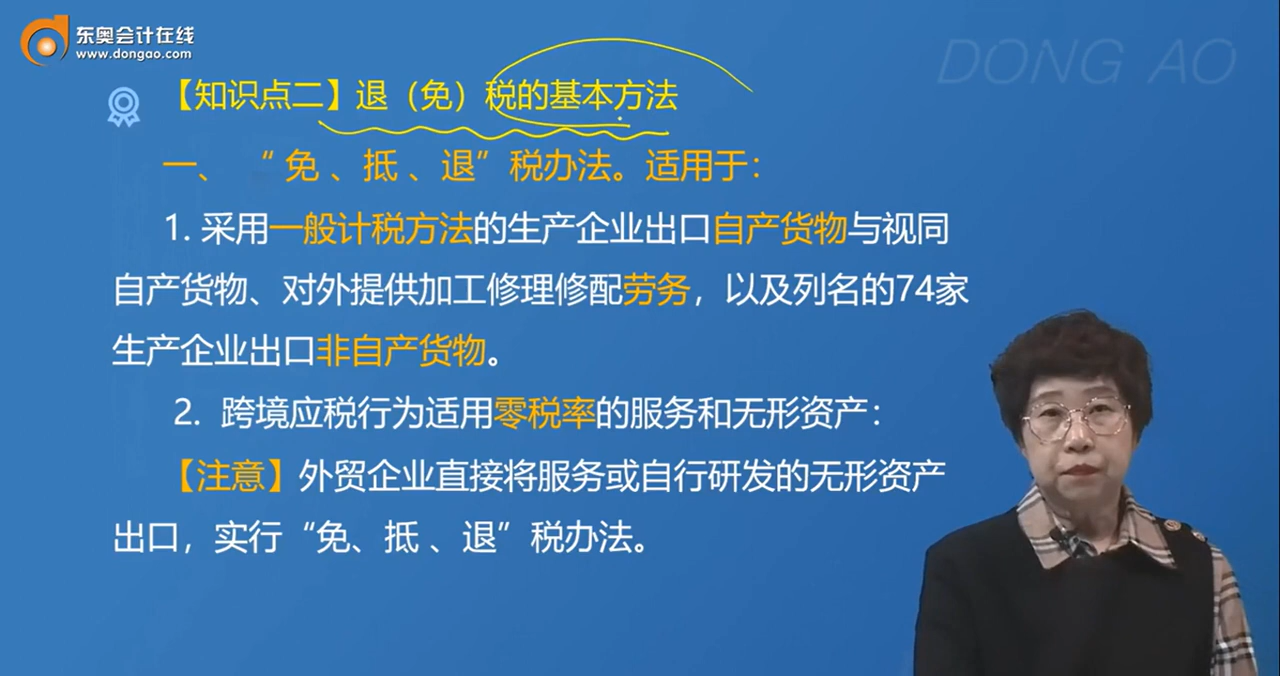 东奥会计在线
www.dongao.com
DONG AO
【知识点二】退（免）税的基本方法
一、 “ 免 、抵 、退”税办法。适用于：
1. 采用一般计税方法的生产企业出口自产货物与视同
自产货物、对外提供加工修理修配劳务，以及列名的74家
生产企业出口非自产货物。
2. 跨境应税行为适用零税率的服务和无形资产：
【注意】外贸企业直接将服务或自行研发的无形资产
出口，实行“免、抵 、退”税办法。